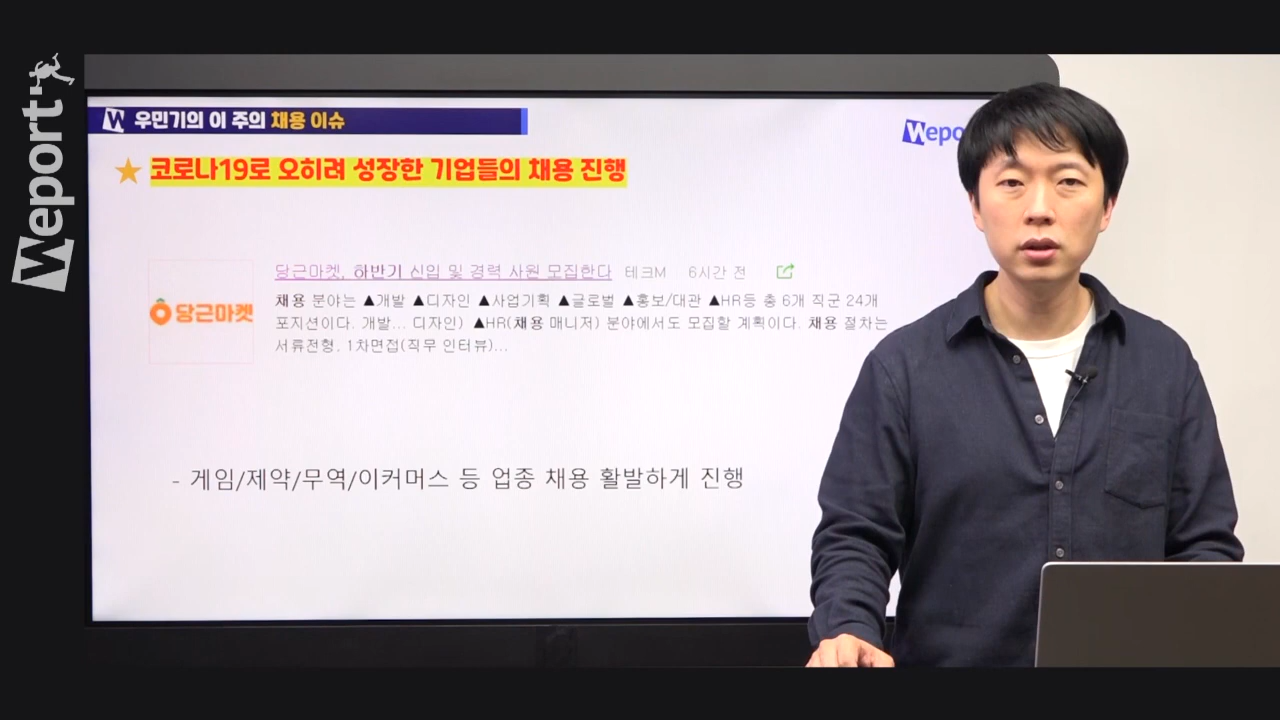 Weport
우민기의 이 주의 채용 이슈
Wepo
★ 코로나19로 오히려 성장한 기업들의 채용 진행
당근마켓, 하반기 신입 및 경력 사원 모집한다 테크M 6시간 전
당근마켓
채용 분야는 ▲개발 ▲디자인 ▲사업기획 ▲글로벌 ▲홍보/대관 ▲HR등 총 6개 직군 24개
포지션이다. 개발... 디자인) ▲HR(채용 매니저) 분야에서도 모집할 계획이다. 채용 절차는
서류전형, 1차면접(직무 인터뷰)...
- 게임/제약/무역/이커머스 등 업종 채용 활발하게 진행